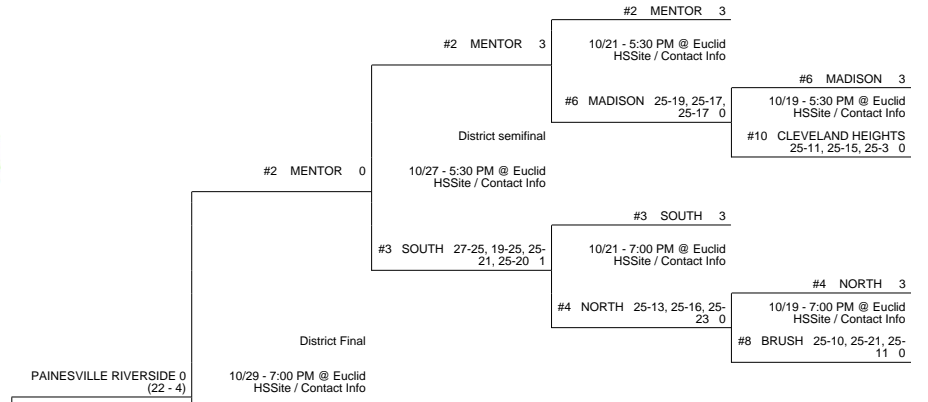 #2 MENTOR 3
#2 MENTOR 3
10/21 - 5:30 PM @ Euclid
HSSite / Contact Info
#6 MADISON 3
#6 MADISON 25-19, 25-17,
25-17 0
10/19 - 5:30 PM @ Euclid
HSSite / Contact Info
#10 CLEVELAND HEIGHTS
25-11, 25-15, 25-3 0
District semifinal
#2 MENTOR 0
10/27 - 5:30 PM @ Euclid
HSSite / Contact Info
#3 SOUTH 3
#3 SOUTH 27-25, 19-25, 25-
21, 25-20 1
10/21 - 7:00 PM @ Euclid
HSSite / Contact Info
#4 NORTH 3
#4 NORTH 25-13, 25-16, 25-
23 0
10/19 - 7:00 PM @ Euclid
HSSite / Contact Info
#8 BRUSH 25-10, 25-21, 25-
11 0
District Final
PAINESVILLE RIVERSIDE 0
(22 - 4)
10/29 - 7:00 PM @ Euclid
HSSite / Contact Info